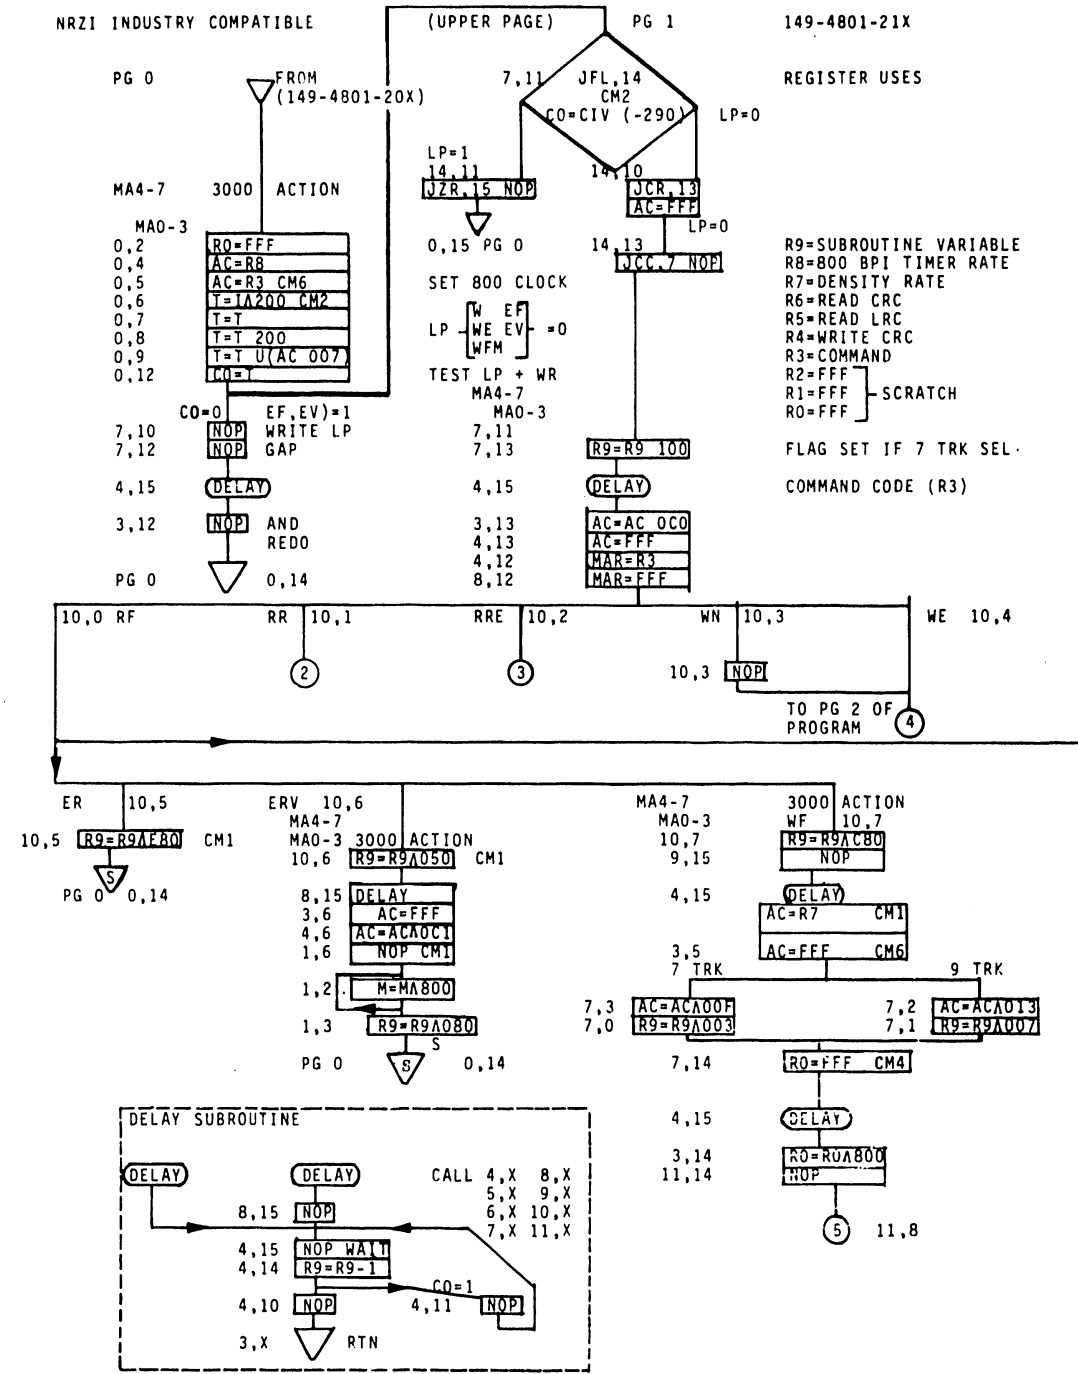 NRZI INDUSTRY COMPATIBLE (UPPER PAGE) PG 1 149-4801-21X
PG 0 FROM (149-4801-20X)
7,11 JFL,14
CM2
CO=CIV (-290) LP=0
REGISTER USES
LP=1
14,11 14,10
JZR,15 NOP JCR,13
AC=FFF
LP=0
0,15 PG 0 14,13
JCC,7 NOP
MA4-7 3000 ACTION
MA0-3
0,2 R0=FFF
0,4 AC=R8
0,5 AC=R3 CM6
0,6 T=IΛ200 CM2
0,7 T=T
0,8 T=T 200
0,9 T=T U(AC 007)
0,12 CO=T
SET 800 CLOCK
W EF
LP WE EV =0
WFM
TEST LP + WR
MA4-7
MA0-3
R9=SUBROUTINE VARIABLE
R8=800 BPI TIMER RATE
R7=DENSITY RATE
R6=READ CRC
R5=READ LRC
R4=WRITE CRC
R3=COMMAND
R2=FFF
R1=FFF SCRATCH
R0=FFF
CO=0 EF,EV)=1
7,10 NOP WRITE LP
7,12 NOP GAP
4,15 DELAY
3,12 NOP AND
REDO
PG 0 0,14
7,11
7,13 R9=R9 100
4,15 DELAY
3,13 AC=AC 0C0
4,13 AC=FFF
4,12 MAR=R3
8,12 MAR=FFF
FLAG SET IF 7 TRK SEL.
COMMAND CODE (R3)
10,0 RF RR 10,1 RRE 10,2 WN 10,3 WE 10,4
2 3 10,3 NOP
TO PG 2 OF
PROGRAM 4
ER 10,5
10,5 R9=R9ΛE80 CM1
S
PG 0 0,14
ERV 10,6
MA4-7
MA0-3 3000 ACTION
10,6 R9=R9Λ050 CM1
8,15 DELAY
3,6 AC=FFF
4,6 AC=ACΛ0C1
1,6 NOP CM1
1,2 M=MΛ800
1,3 R9=R9Λ080
S
PG 0 S 0,14
MA4-7 3000 ACTION
MA0-3 WF 10,7
10,7 R9=R9ΛC80
9,15 NOP
4,15 DELAY
AC=R7 CM1
3,5 AC=FFF CM6
7 TRK 9 TRK
7,3 AC=ACΛ00F 7,2 AC=ACΛ013
7,0 R9=R9Λ003 7,1 R9=R9Λ007
7,14 R0=FFF CM4
4,15 DELAY
3,14 R0=R0Λ800
11,14 NOP
5 11,8
DELAY SUBROUTINE
DELAY DELAY CALL 4,X 8,X
5,X 9,X
8,15 NOP 6,X 10,X
7,X 11,X
4,15 NOP WAIT
4,14 R9=R9-1
CO=1
4,10 NOP 4,11 NOP
3,X RTN